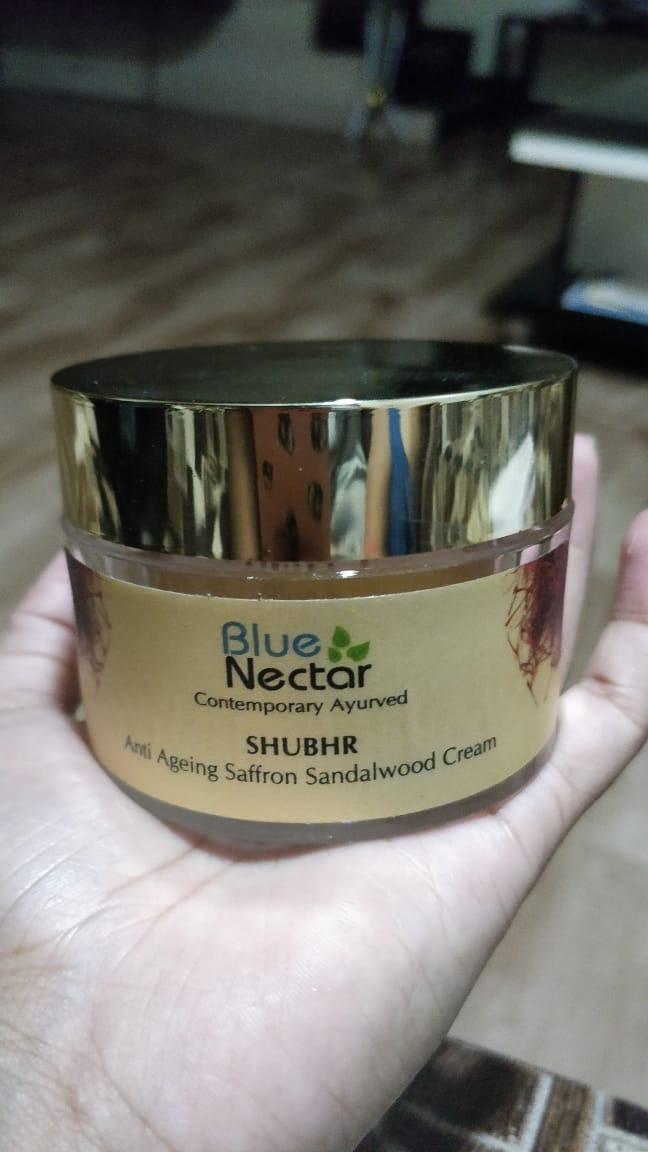 Blue
Nectar
Contemporary Ayurved
SHUBHR
Anti Ageing Saffron Sandalwood Cream